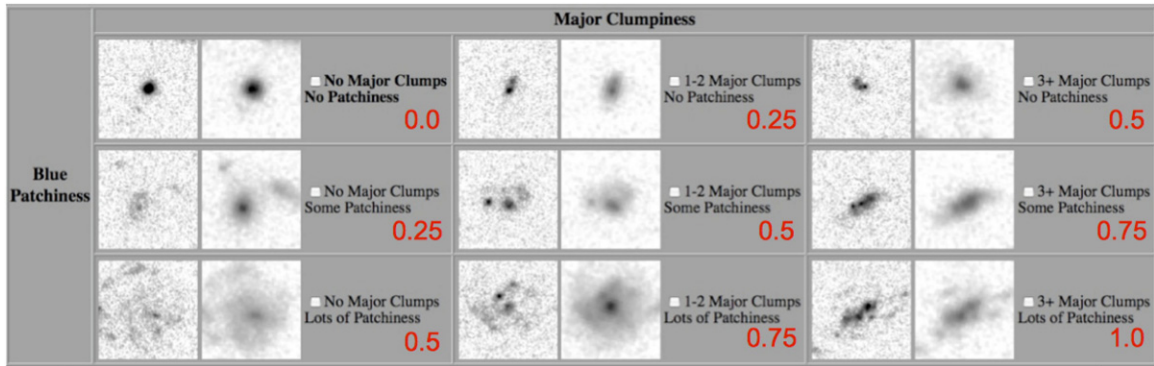 Major Clumpiness
No Major Clumps
No Patchiness
0.0
1-2 Major Clumps
No Patchiness
0.25
3+ Major Clumps
No Patchiness
0.5
Blue
Patchiness
No Major Clumps
Some Patchiness
0.25
1-2 Major Clumps
Some Patchiness
0.5
3+ Major Clumps
Some Patchiness
0.75
No Major Clumps
Lots of Patchiness
0.5
1-2 Major Clumps
Lots of Patchiness
0.75
3+ Major Clumps
Lots of Patchiness
1.0